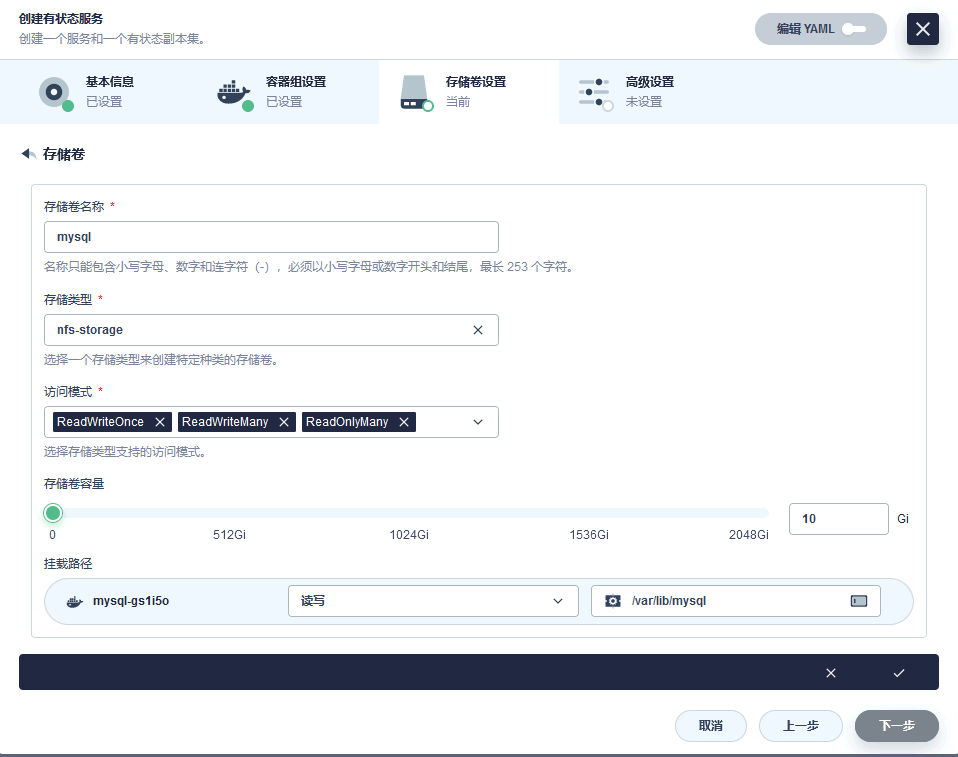 创建有状态服务
创建一个服务和一个有状态副本集。
编辑 YAML
基本信息
已设置
容器组设置
已设置
存储卷设置
当前
高级设置
未设置
存储卷
存储卷名称 *
mysql
名称只能包含小写字母、数字和连字符（-），必须以小写字母或数字开头和结尾，最长 253 个字符。
存储类型 *
nfs-storage
选择一个存储类型来创建特定种类的存储卷。
访问模式 *
ReadWriteOnce ReadWriteMany ReadOnlyMany
选择存储类型支持的访问模式。
存储卷容量
10 Gi
0 512Gi 1024Gi 1536Gi 2048Gi
挂载路径
mysql-gs1i5o 读写 /var/lib/mysql
取消 上一步 下一步